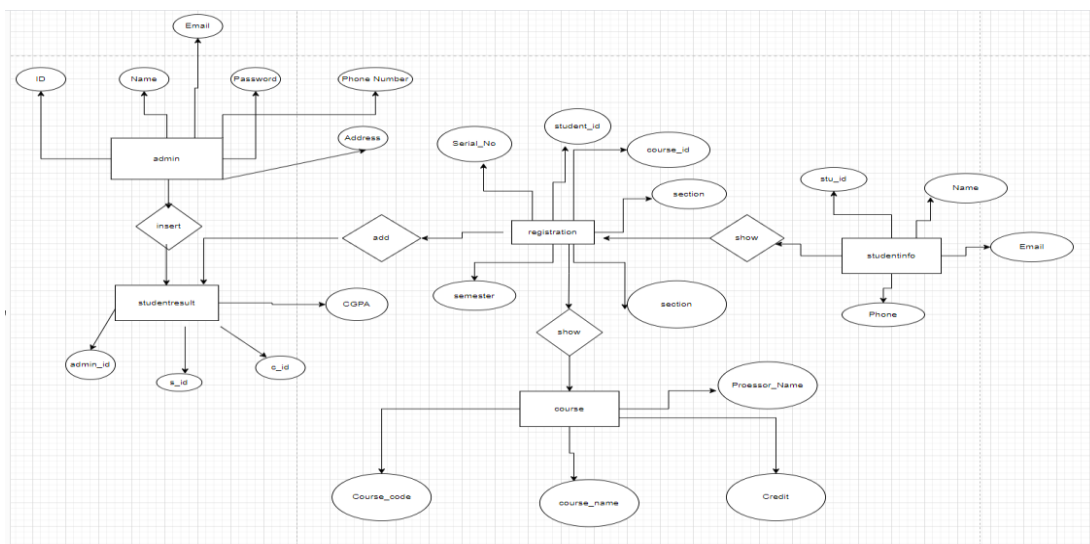 Email
ID
Name
Password
Phone Number
Address
admin
insert
student_id
Serial_No
course_id
section
stu_id
Name
add
registration
show
studentinfo
Email
semester
section
Phone
studentresult
CGPA
show
admin_id
s_id
c_id
Proessor_Name
course
Course_code
course_name
Credit